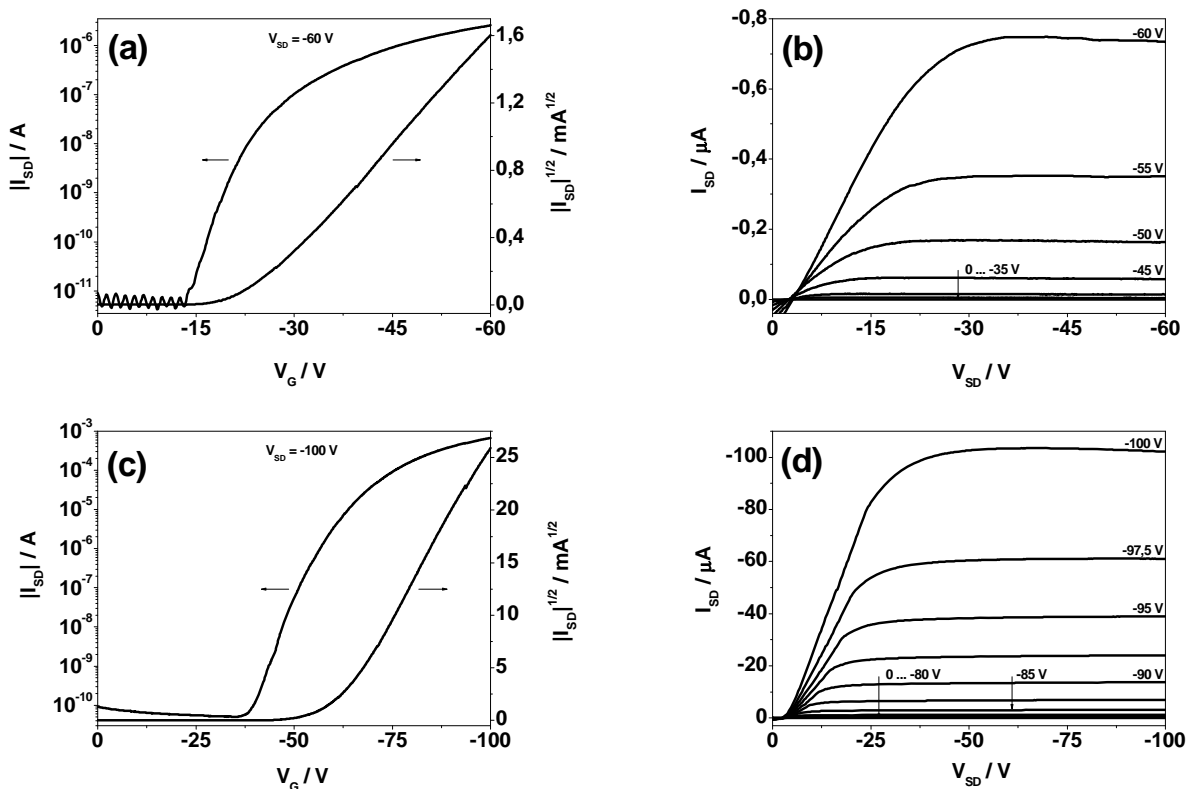 (a)
V_SD = -60 V
10⁻⁶
10⁻⁷
10⁻⁸
10⁻⁹
10⁻¹⁰
10⁻¹¹
|I_SD| / A
1,6
1,2
0,8
0,4
0,0
|I_SD|^1/2 / mA^1/2
0 -15 -30 -45 -60
V_G / V
(b)
-0,8
-0,6
-0,4
-0,2
0,0
I_SD / µA
-60 V
-55 V
-50 V
-45 V
0 ... -35 V
0 -15 -30 -45 -60
V_SD / V
(c)
V_SD = -100 V
10⁻³
10⁻⁴
10⁻⁵
10⁻⁶
10⁻⁷
10⁻⁸
10⁻⁹
10⁻¹⁰
|I_SD| / A
25
20
15
10
5
0
|I_SD|^1/2 / mA^1/2
0 -25 -50 -75 -100
V_G / V
(d)
-100
-80
-60
-40
-20
0
I_SD / µA
-100 V
-97,5 V
-95 V
-90 V
0 ... -80 V
-85 V
0 -25 -50 -75 -100
V_SD / V